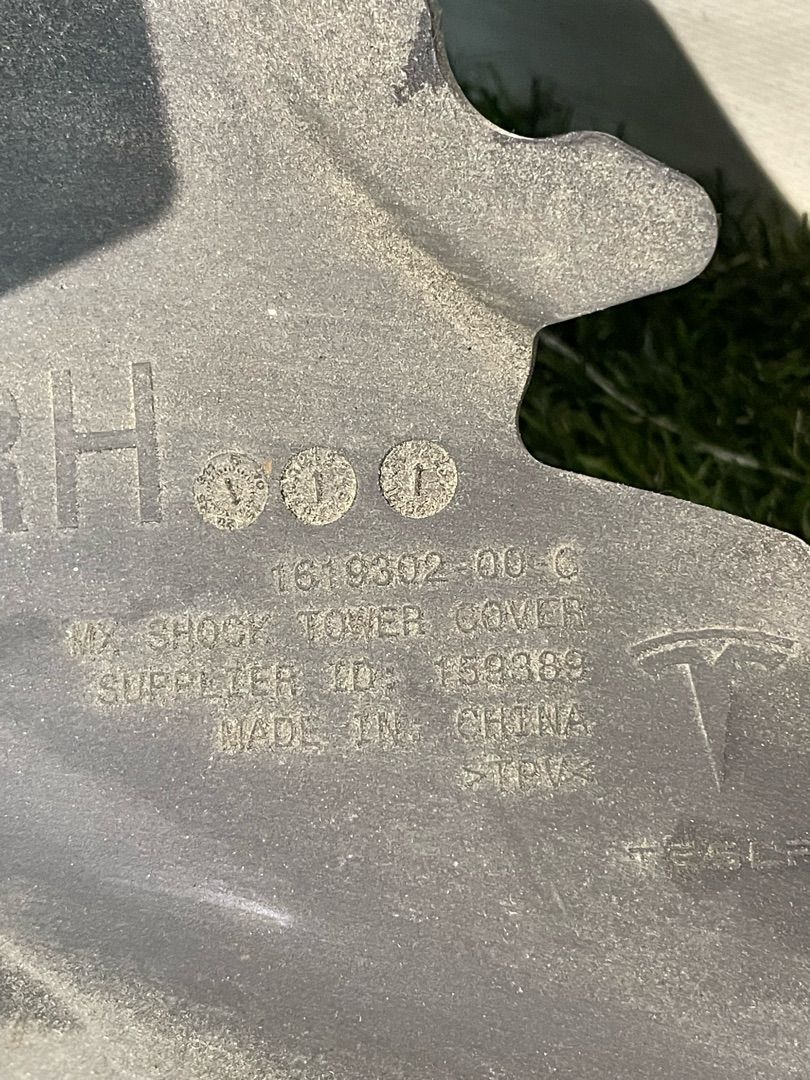 RH
1619302-00-C
MX SHOCK TOWER COVER
SUPPLIER ID: 159389
MADE IN CHINA
>TPV<
TESLA